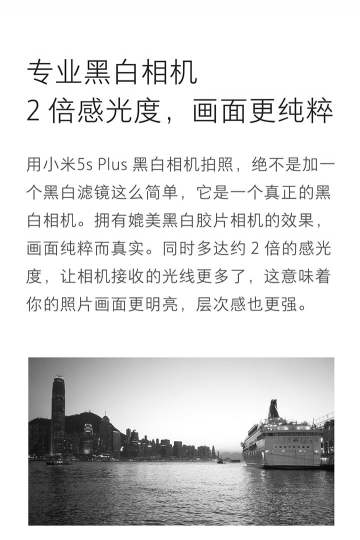 专业黑白相机
2 倍感光度，画面更纯粹
用小米5s Plus 黑白相机拍照，绝不是加一
个黑白滤镜这么简单，它是一个真正的黑
白相机。拥有媲美黑白胶片相机的效果，
画面纯粹而真实。同时多达约 2 倍的感光
度，让相机接收的光线更多了，这意味着
你的照片画面更明亮，层次感也更强。